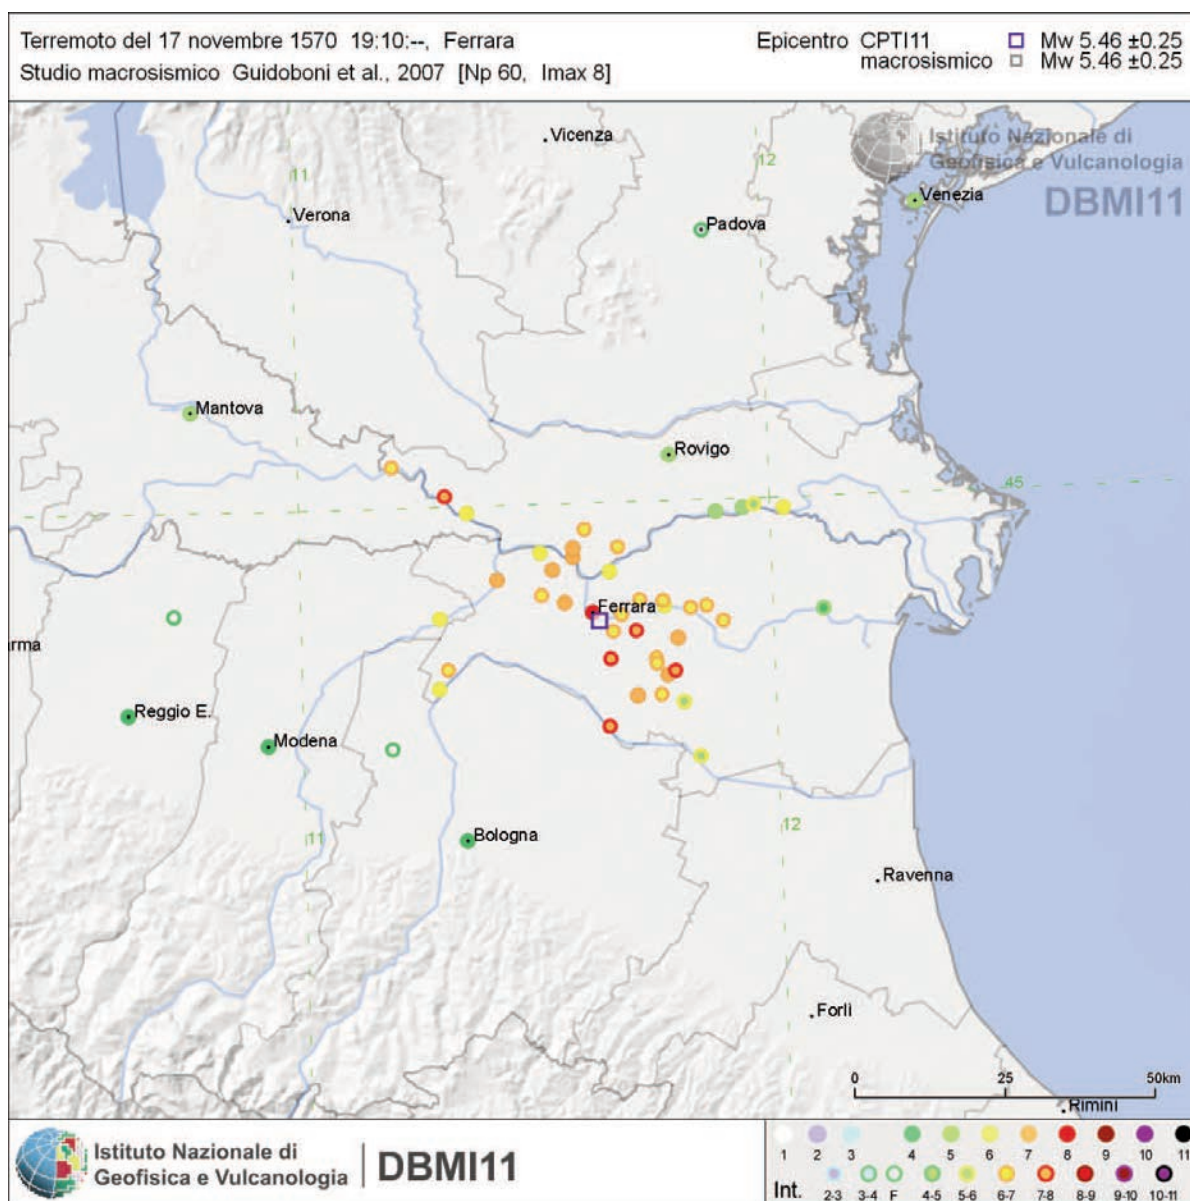 Terremoto del 17 novembre 1570 19:10:--, Ferrara
Studio macrosismico Guidoboni et al., 2007 [Np 60, Imax 8]
Epicentro CPTI11 Mw 5.46 ±0.25
macrosismico Mw 5.46 ±0.25
Istituto Nazionale di
Geofisica e Vulcanologia
DBMI11
Vicenza
12
11
Venezia
Verona
Padova
Mantova
Rovigo
45
Ferrara
rma
Reggio E.
Modena
11
12
Bologna
Ravenna
Forlì
0 25 50km
Rimini
Istituto Nazionale di
Geofisica e Vulcanologia
DBMI11
1 2 3 4 5 6 7 8 9 10 11
Int. 2-3 3-4 F 4-5 5-6 6-7 7-8 8-9 9-10 10-11